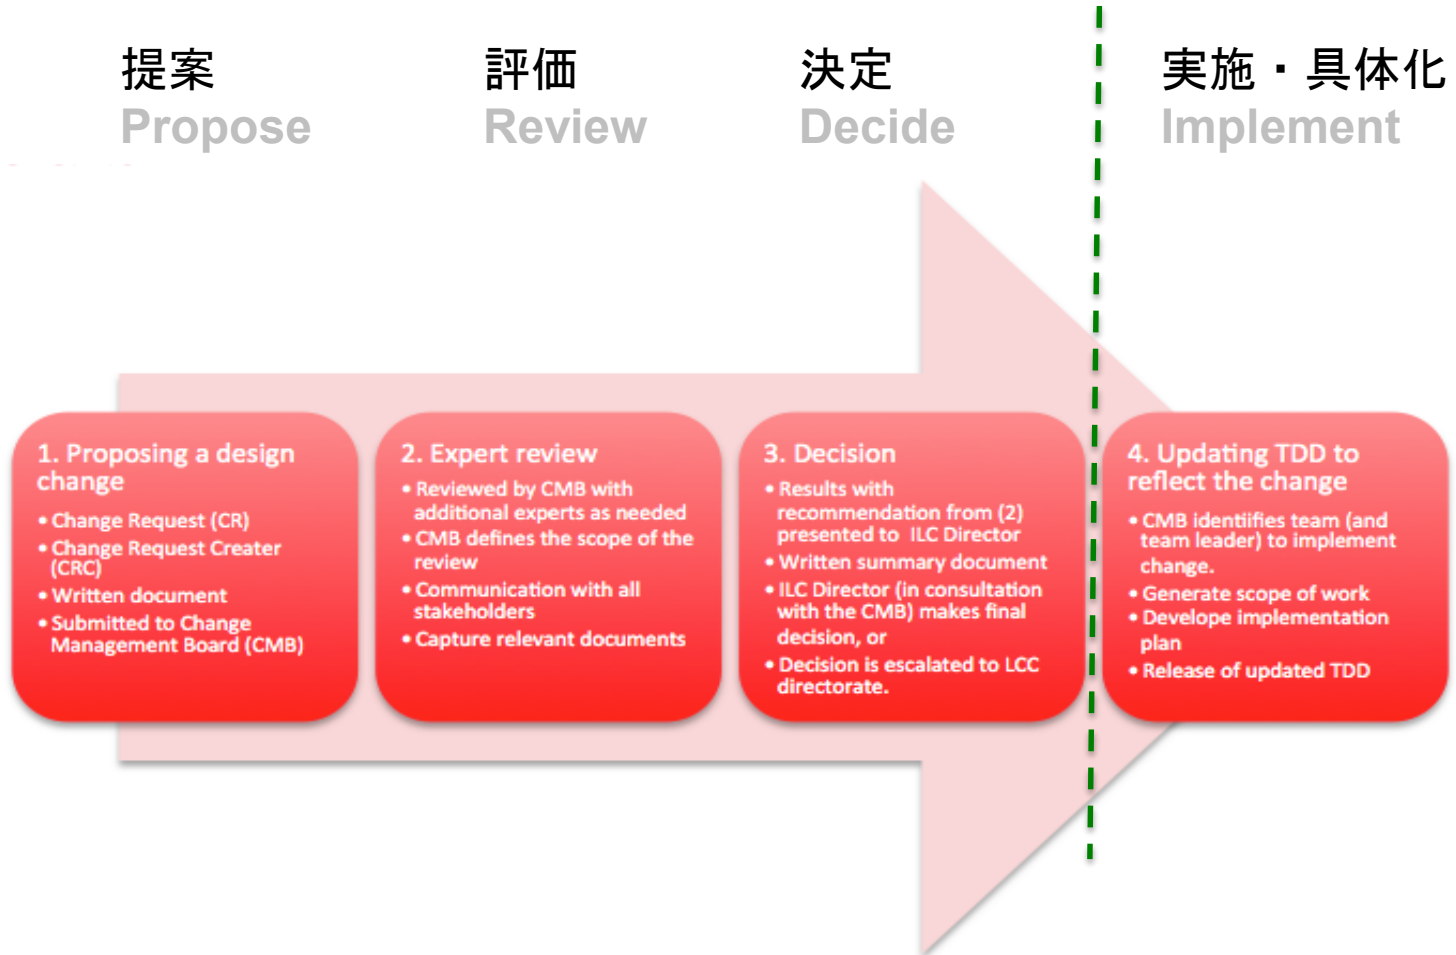 提案
Propose
評価
Review
決定
Decide
実施・具体化
Implement
1. Proposing a design
change
• Change Request (CR)
• Change Request Creater
(CRC)
• Written document
• Submitted to Change
Management Board (CMB)
2. Expert review
• Reviewed by CMB with
additional experts as needed
• CMB defines the scope of the
review
• Communication with all
stakeholders
• Capture relevant documents
3. Decision
• Results with
recommendation from (2)
presented to ILC Director
• Written summary document
• ILC Director (in consultation
with the CMB) makes final
decision, or
• Decision is escalated to LCC
directorate.
4. Updating TDD to
reflect the change
• CMB identiifies team (and
team leader) to implement
change.
• Generate scope of work
• Develope implementation
plan
• Release of updated TDD